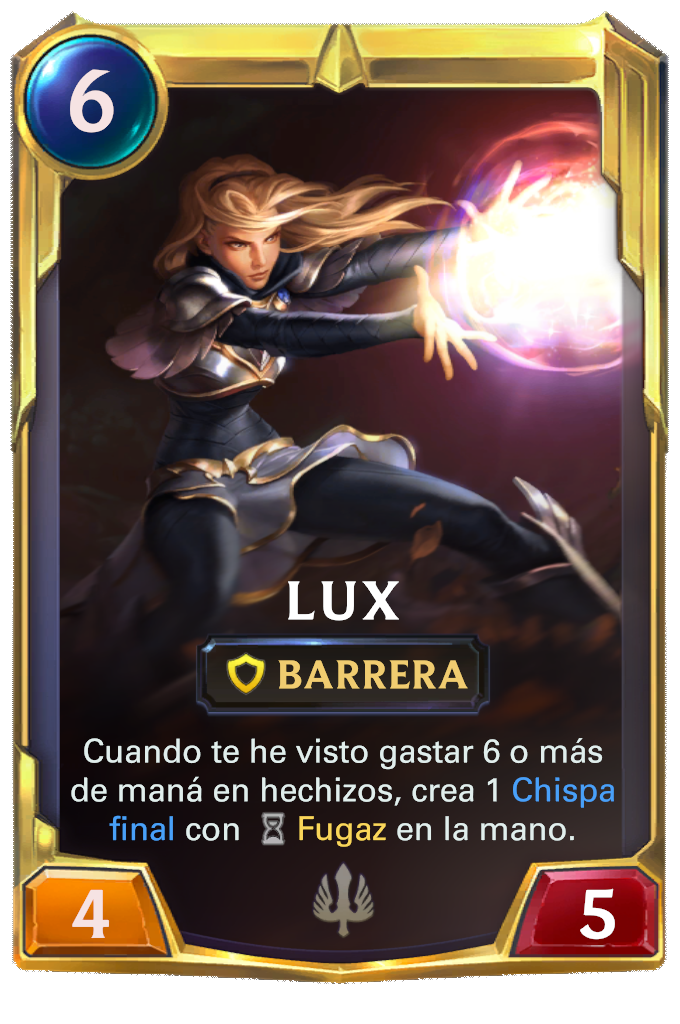 6
LUX
BARRERA
Cuando te he visto gastar 6 o más
de maná en hechizos, crea 1 Chispa
final con Fugaz en la mano.
4
5